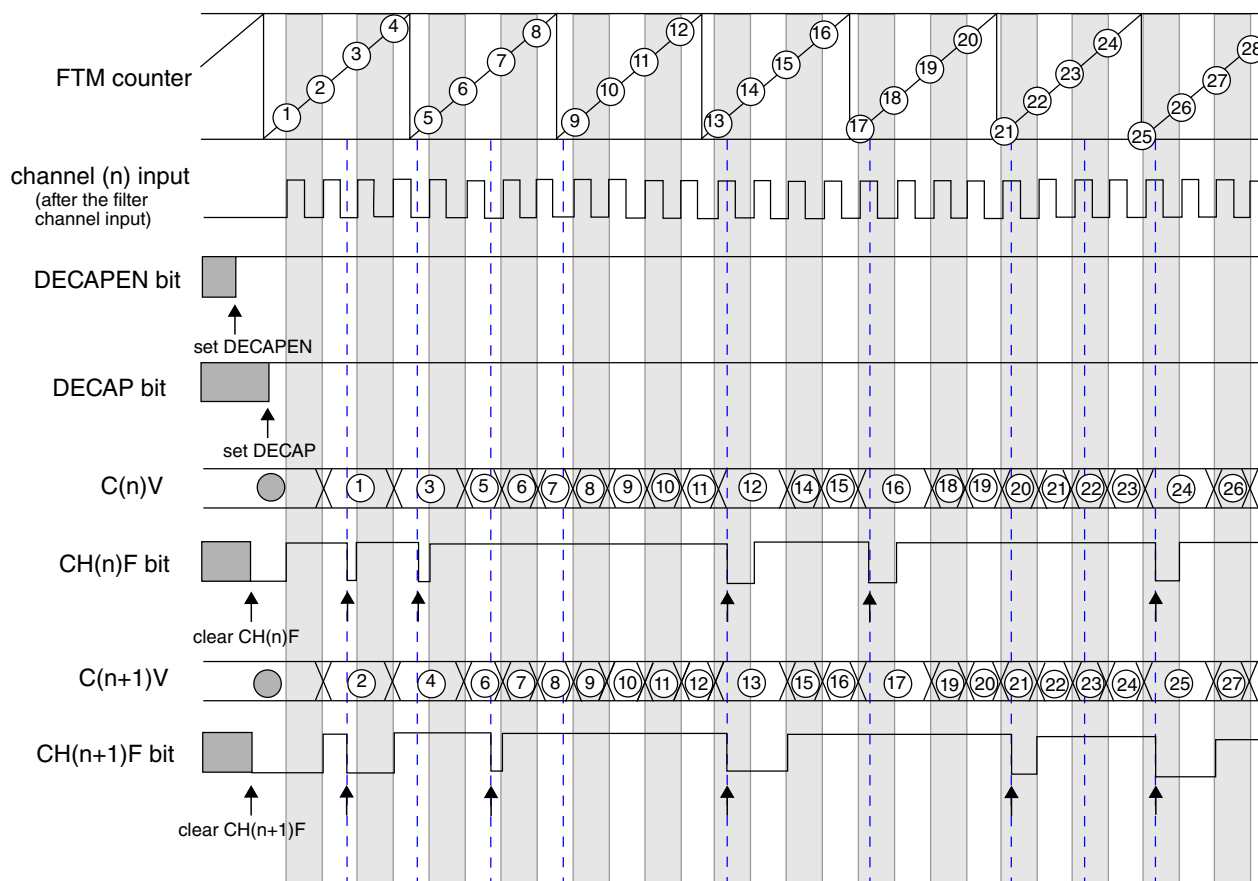 FTM counter
1 2 3 4 5 6 7 8 9 10 11 12 13 14 15 16 17 18 19 20 21 22 23 24 25 26 27 28
channel (n) input
(after the filter
channel input)
DECAPEN bit
set DECAPEN
DECAP bit
set DECAP
C(n)V 1 3 5 6 7 8 9 10 11 12 14 15 16 18 19 20 21 22 23 24 26
CH(n)F bit
clear CH(n)F
C(n+1)V 2 4 6 7 8 9 10 11 12 13 15 16 17 19 20 21 22 23 24 25 27
CH(n+1)F bit
clear CH(n+1)F